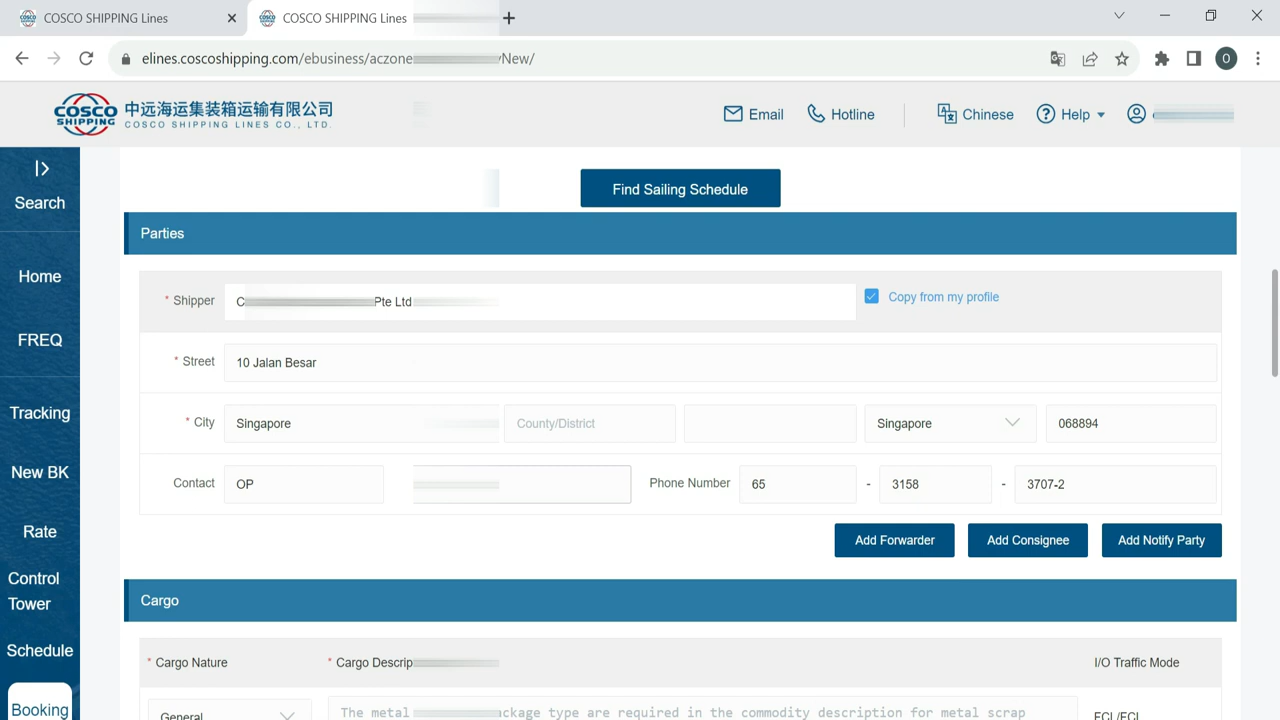 COSCO SHIPPING Lines
COSCO SHIPPING Lines
elines.coscoshipping.com/ebusiness/aczone New/
O
COSCO
SHIPPING
中远海运集装箱运输有限公司
COSCO SHIPPING LINES CO., LTD.
Email
Hotline
Chinese
Help
Search
Home
FREQ
Tracking
New BK
Rate
Control
Tower
Schedule
Booking
Find Sailing Schedule
Parties
* Shipper
C Pte Ltd
Copy from my profile
* Street
10 Jalan Besar
* City
Singapore
County/District
Singapore
068894
Contact
OP
Phone Number
65 - 3158 - 3707-2
Add Forwarder
Add Consignee
Add Notify Party
Cargo
* Cargo Nature
* Cargo Descrip
I/O Traffic Mode
General
The metal ackage type are required in the commodity description for metal scrap
FCL/FCL